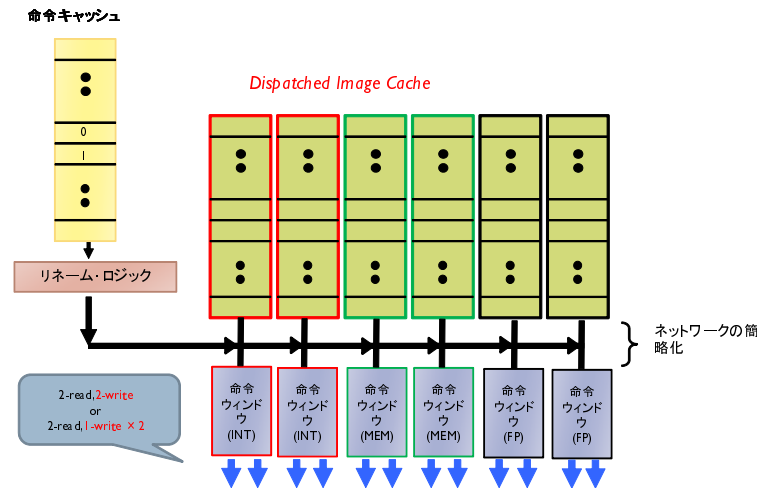 命令キャッシュ
Dispatched Image Cache
0
1
リネーム・ロジック
ネットワークの簡
略化
2-read,2-write
or
2-read,1-write × 2
命令
ウィンド
ウ
(INT)
命令
ウィンド
ウ
(INT)
命令
ウィンド
ウ
(MEM)
命令
ウィンド
ウ
(MEM)
命令
ウィンド
ウ
(FP)
命令
ウィンド
ウ
(FP)